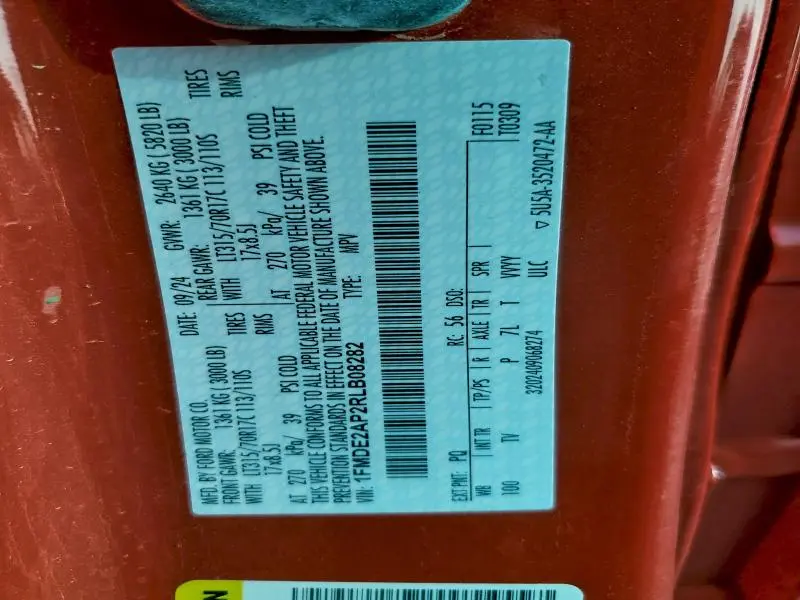 MFD. BY FORD MOTOR CO.
DATE: 09/24 GVWR: 2640 KG ( 5820 LB)
FRONT GAWR: 1361 KG ( 3000 LB) REAR GAWR: 1361 KG ( 3000 LB)
WITH LT315/70R17C 113/110S TIRES WITH LT315/70R17C 113/110S TIRES
17x8.5J RIMS 17x8.5J RIMS
AT 270 kPa/ 39 PSI COLD AT 270 kPa/ 39 PSI COLD
THIS VEHICLE CONFORMS TO ALL APPLICABLE FEDERAL MOTOR VEHICLE SAFETY AND THEFT
PREVENTION STANDARDS IN EFFECT ON THE DATE OF MANUFACTURE SHOWN ABOVE.
VIN: 1FMDE2AP2RLB08282 TYPE: MPV
EXT PNT: PQ RC: 56 DSO: F0115
WB INT TR TP/PS R AXLE TR SPR T0309
100 TV P 7L T VVYY
3202409068274 ULC
▽ 5U5A-3520472-AA
N